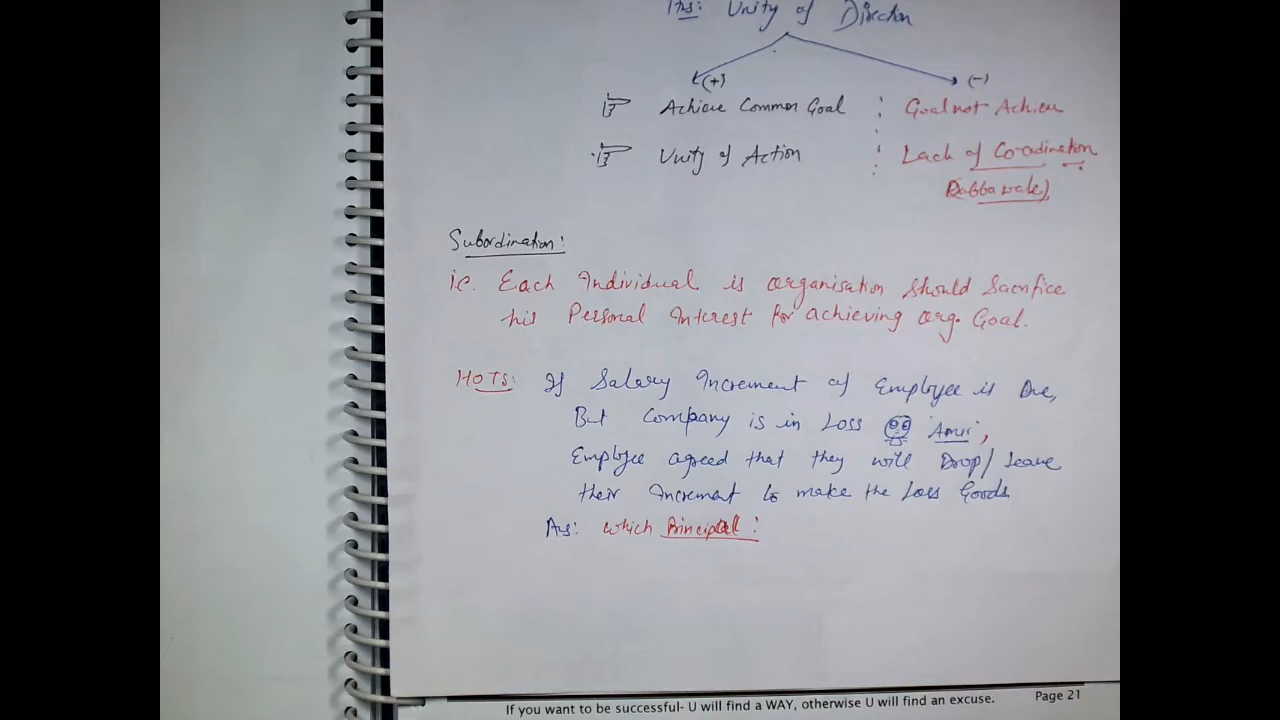 Ans: Unity of Direction
(+) (-)
Achieve Common Goal : Goal not Achieve
Unity of Action : Lack of Co-ordination
Dabbawale)
Subordination:
i.e. Each Individual is organisation should Sacrifice
his Personal Interest for achieving org. Goal.
HOTS: If Salary Increment of Employee is Due,
But Company is in Loss 'Amir',
Employee agreed that they will Drop/Leave
their Increment to make the Loss Goods
Ans: which Principal:
If you want to be successful- U will find a WAY, otherwise U will find an excuse. Page 21